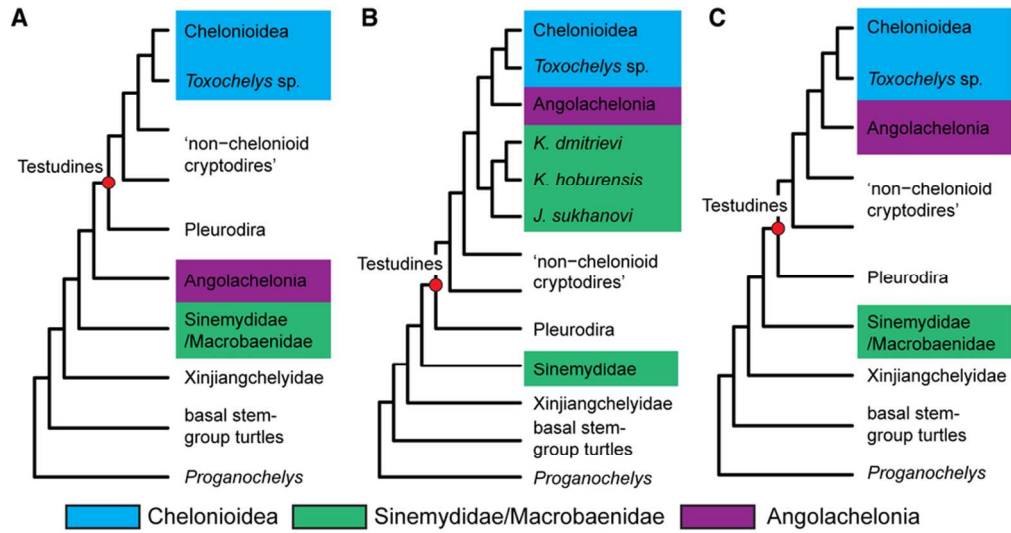 A
Chelonioidea
Toxochelys sp.
'non−chelonioid
cryptodires'
Testudines
Pleurodira
Angolachelonia
Sinemydidae
/Macrobaenidae
Xinjiangchelyidae
basal stem-
group turtles
Proganochelys
B
Chelonioidea
Toxochelys sp.
Angolachelonia
K. dmitrievi
K. hoburensis
J. sukhanovi
'non−chelonioid
cryptodires'
Testudines
Pleurodira
Sinemydidae
Xinjiangchelyidae
basal stem-
group turtles
Proganochelys
C
Chelonioidea
Toxochelys sp.
Angolachelonia
'non−chelonioid
cryptodires'
Testudines
Pleurodira
Sinemydidae
/Macrobaenidae
Xinjiangchelyidae
basal stem-
group turtles
Proganochelys
Chelonioidea
Sinemydidae/Macrobaenidae
Angolachelonia